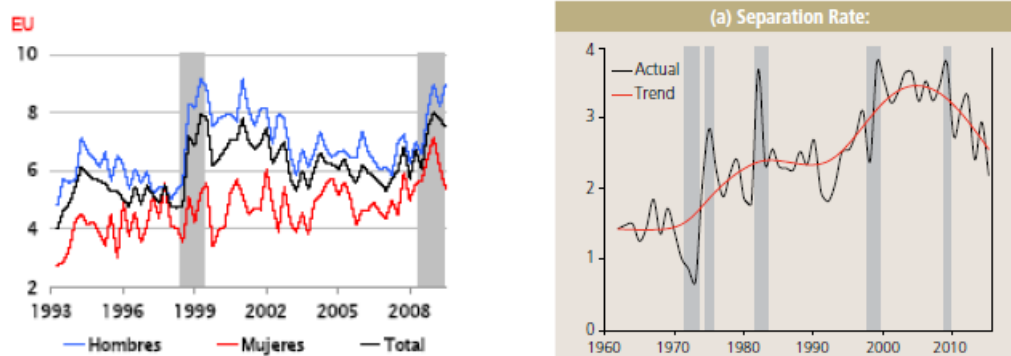 EU
10
8
6
4
2
1993 1996 1999 2002 2005 2008
Hombres Mujeres Total
(a) Separation Rate:
4
Actual
Trend
3
2
1
0
1960 1970 1980 1990 2000 2010